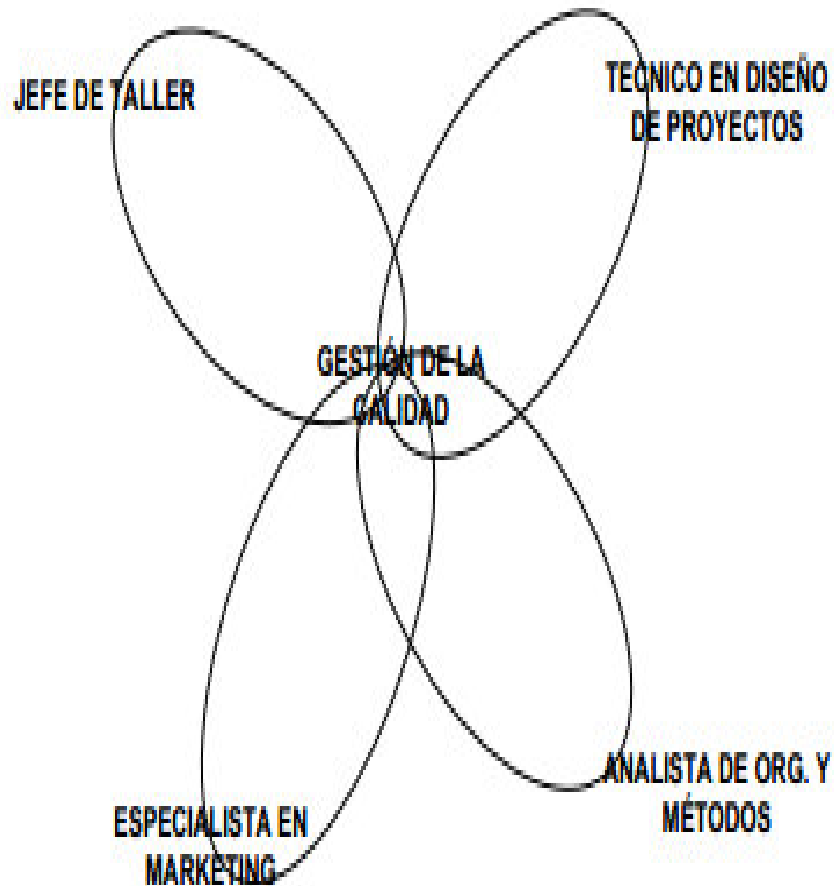 JEFE DE TALLER
TECNICO EN DISEÑO
DE PROYECTOS
GESTIÓN DE LA
CALIDAD
ANALISTA DE ORG. Y
MÉTODOS
ESPECIALISTA EN
MARKETING